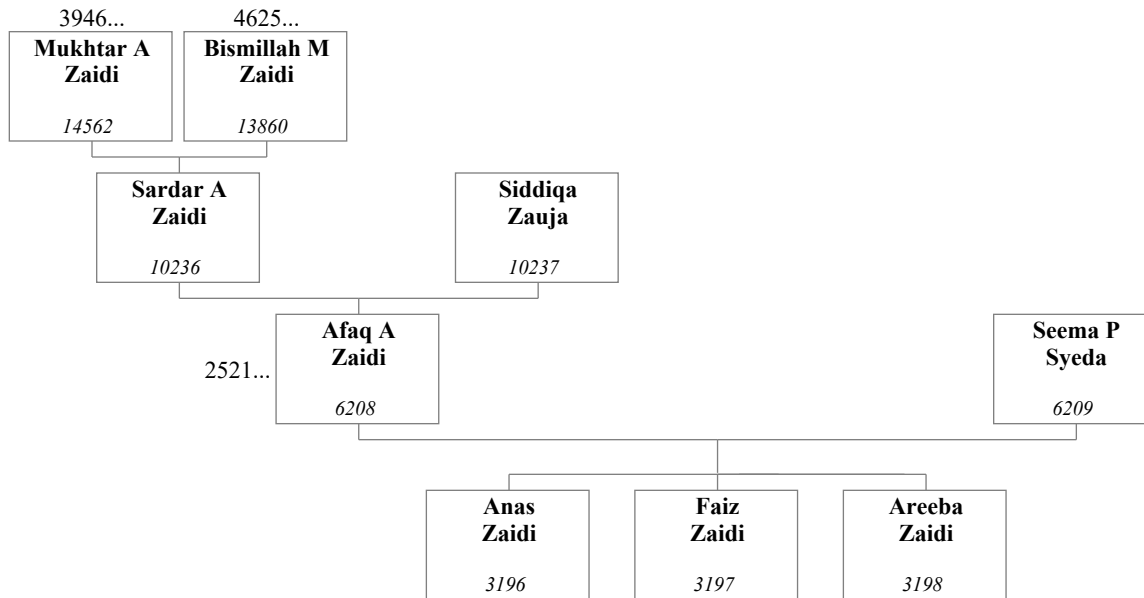 3946...
4625...
Mukhtar A
Zaidi
14562
Bismillah M
Zaidi
13860
Sardar A
Zaidi
10236
Siddiqa
Zauja
10237
2521...
Afaq A
Zaidi
6208
Seema P
Syeda
6209
Anas
Zaidi
3196
Faiz
Zaidi
3197
Areeba
Zaidi
3198